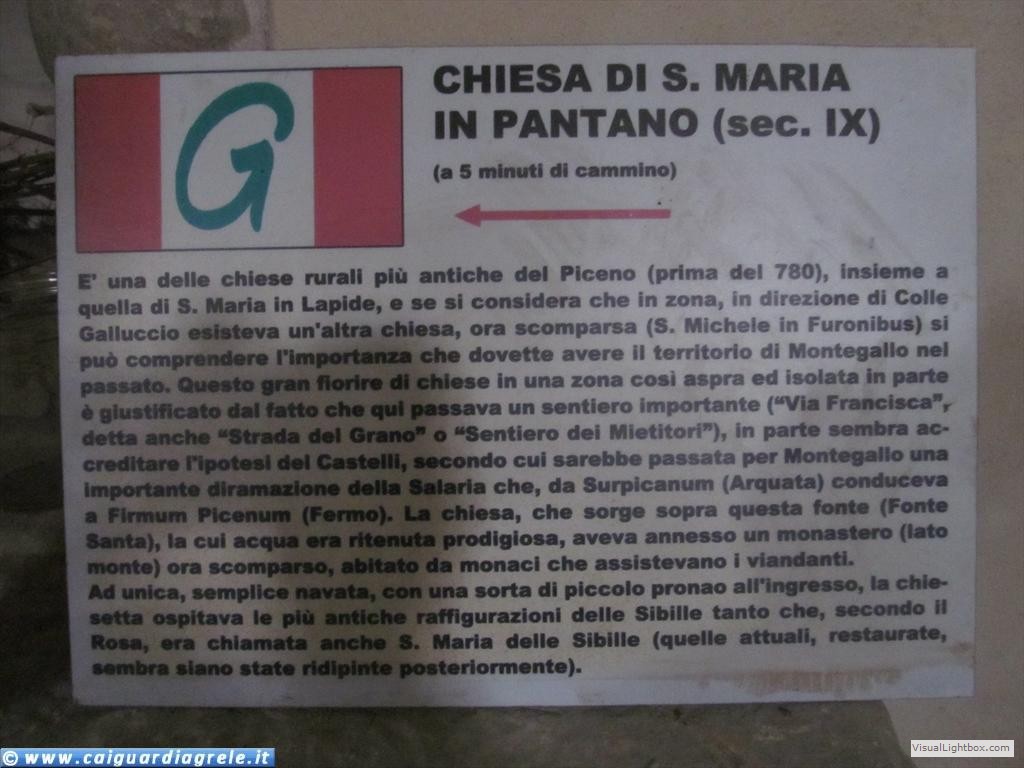 G
CHIESA DI S. MARIA
IN PANTANO (sec. IX)
(a 5 minuti di cammino)
E' una delle chiese rurali più antiche del Piceno (prima del 780), insieme a
quella di S. Maria in Lapide, e se si considera che in zona, in direzione di Colle
Galluccio esisteva un'altra chiesa, ora scomparsa (S. Michele in Furonibus) si
può comprendere l'importanza che dovette avere il territorio di Montegallo nel
passato. Questo gran fiorire di chiese in una zona così aspra ed isolata in parte
è giustificato dal fatto che qui passava un sentiero importante (“Via Francisca”,
detta anche “Strada del Grano” o “Sentiero dei Mietitori”), in parte sembra ac-
creditare l'ipotesi del Castelli, secondo cui sarebbe passata per Montegallo una
importante diramazione della Salaria che, da Surpicanum (Arquata) conduceva
a Firmum Picenum (Fermo). La chiesa, che sorge sopra questa fonte (Fonte
Santa), la cui acqua era ritenuta prodigiosa, aveva annesso un monastero (lato
monte) ora scomparso, abitato da monaci che assistevano i viandanti.
Ad unica, semplice navata, con una sorta di piccolo pronao all'ingresso, la chie-
setta ospitava le più antiche raffigurazioni delle Sibille tanto che, secondo il
Rosa, era chiamata anche S. Maria delle Sibille (quelle attuali, restaurate,
sembra siano state ridipinte posteriormente).
© www.caiguardiagrele.it
VisualLightbox.com